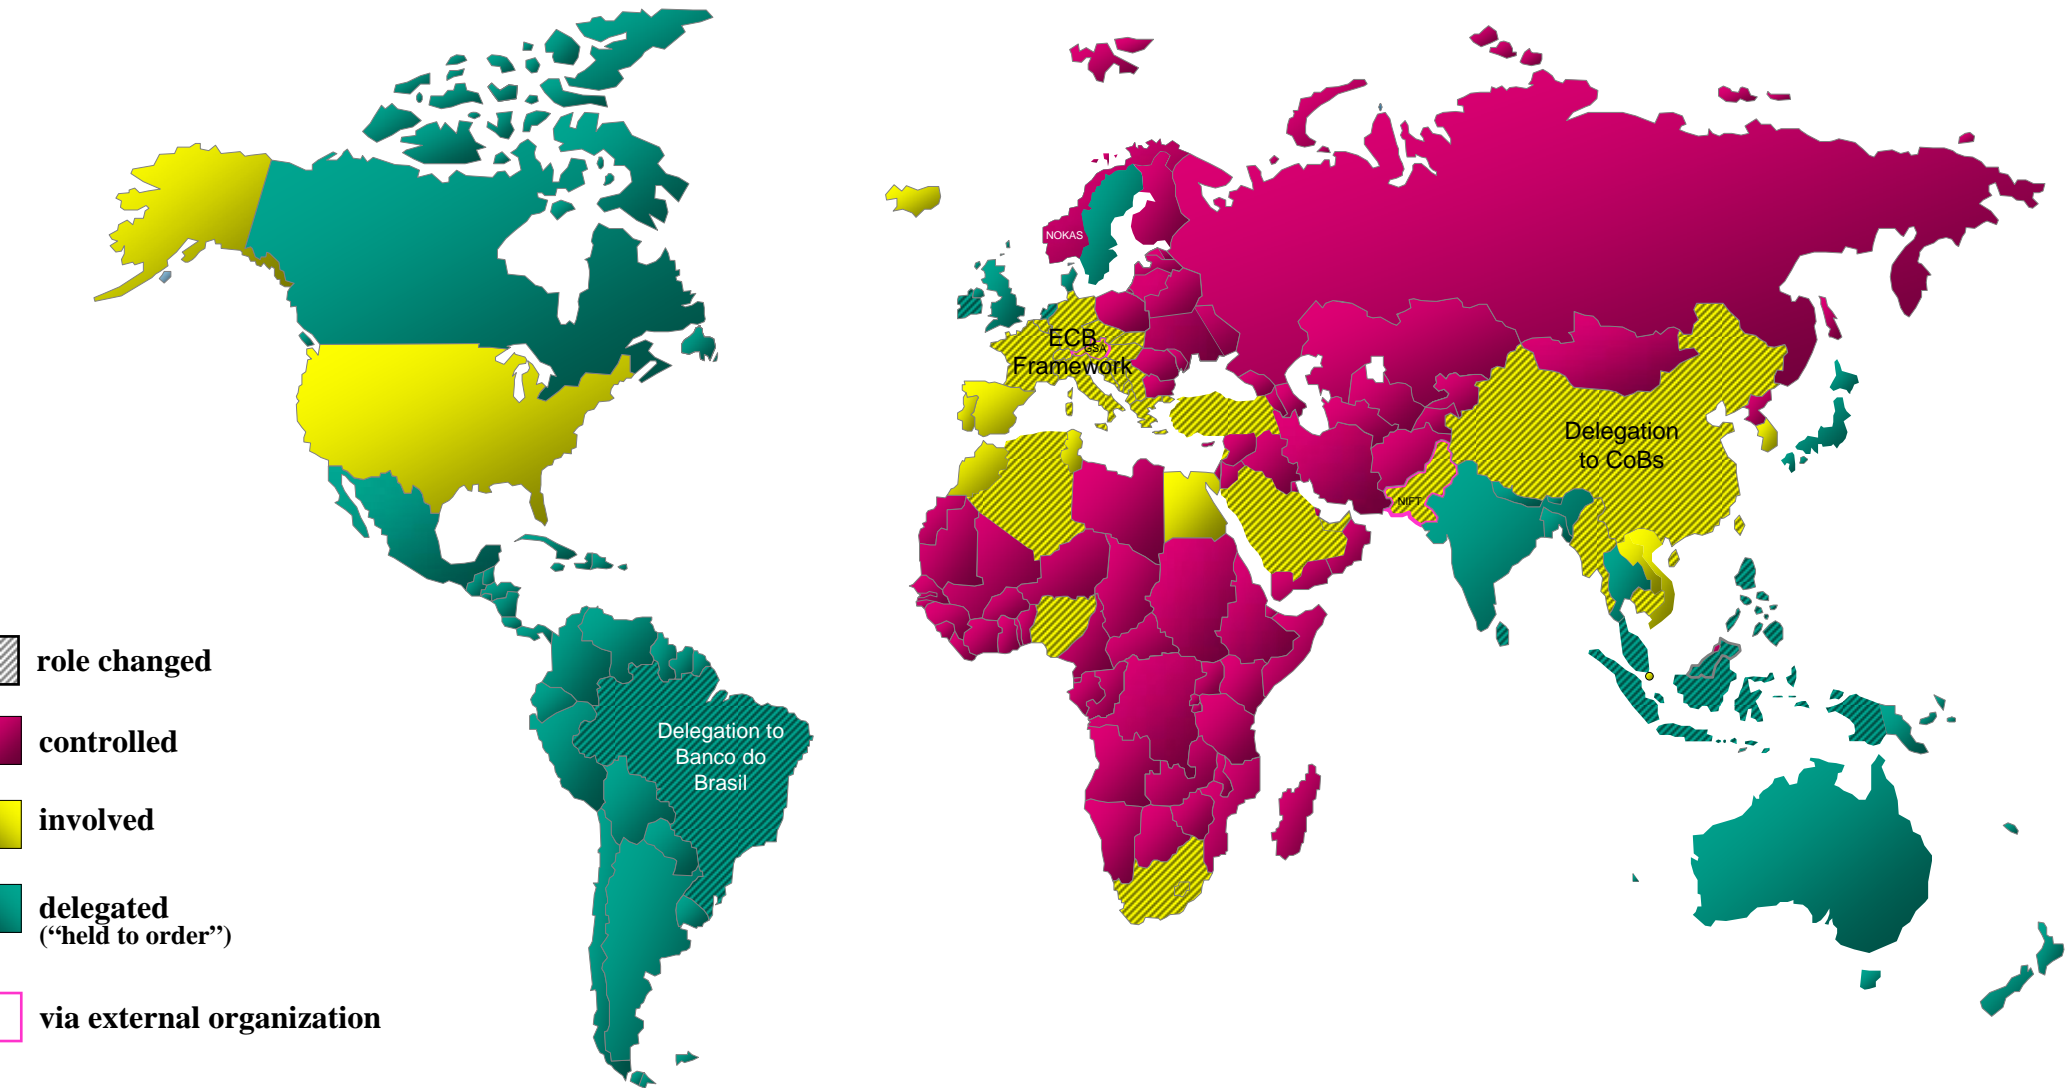 NOKAS
ECB
GSA
Framework
Delegation
to CoBs
NIFT
role changed
controlled
Delegation to
Banco do
Brasil
involved
delegated
(“held to order”)
via external organization